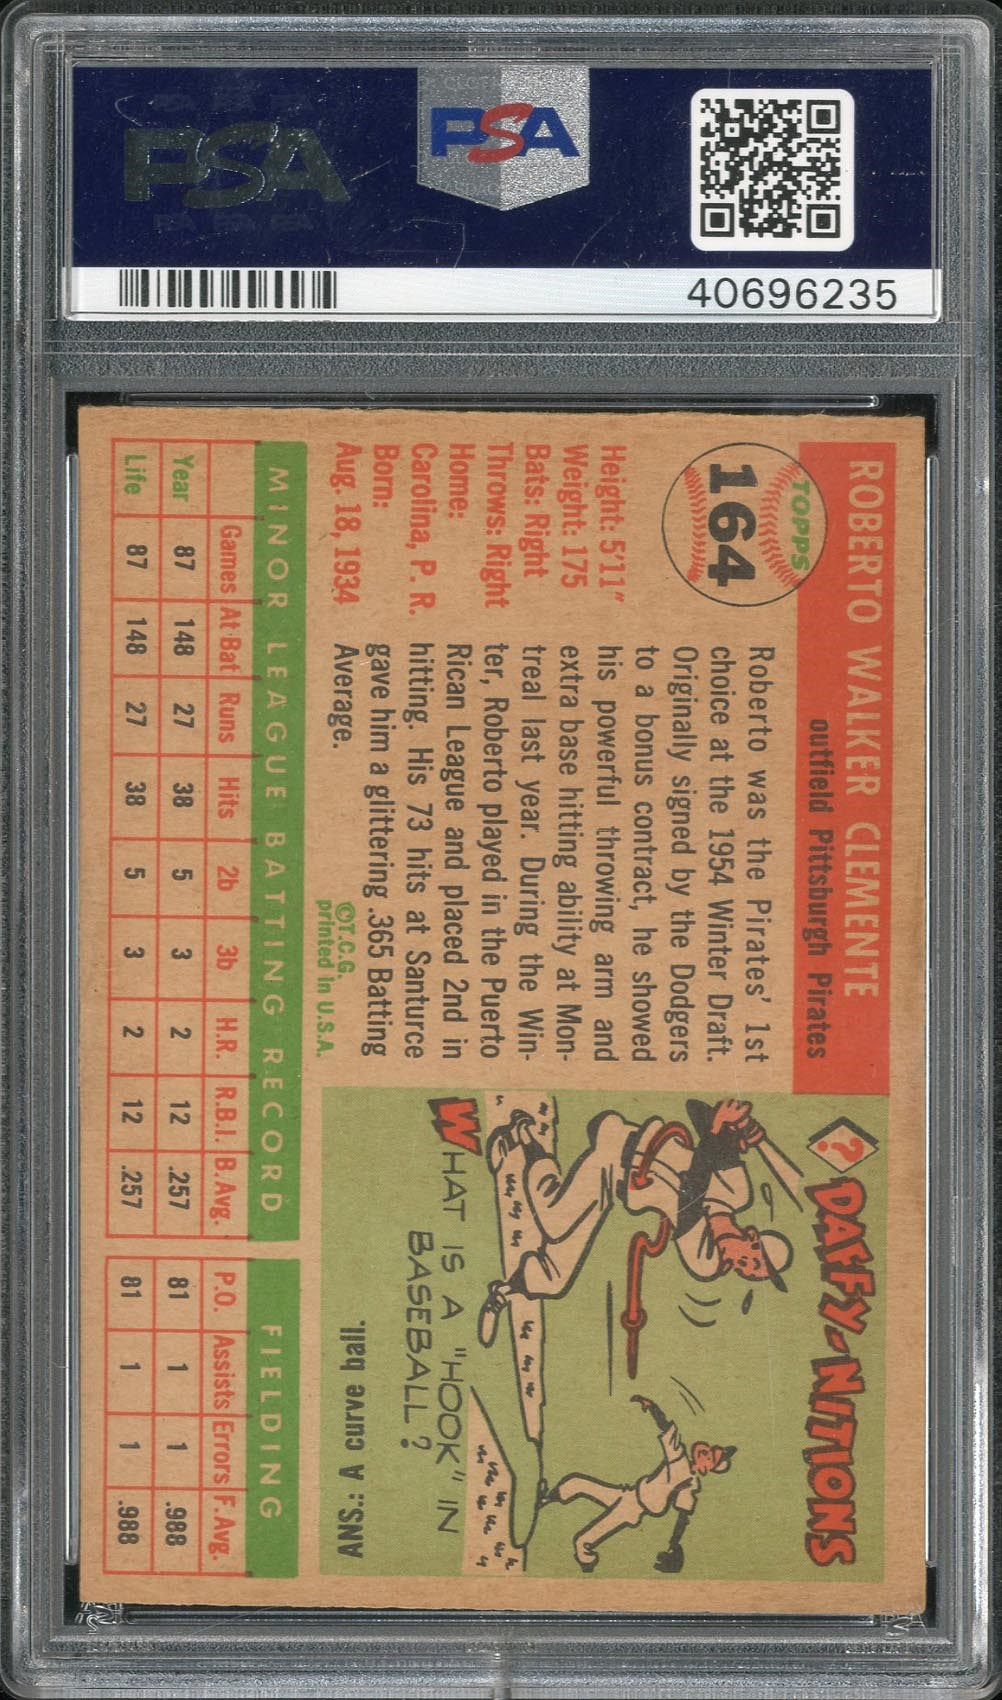 PSA
PSA
40696235
TOPPS
164
ROBERTO WALKER CLEMENTE
outfield Pittsburgh Pirates
Height: 5'11"
Weight: 175
Bats: Right
Throws: Right
Home:
Carolina, P. R.
Born:
Aug. 18, 1934
Roberto was the Pirates' 1st
choice at the 1954 Winter Draft.
Originally signed by the Dodgers
to a bonus contract, he showed
his powerful throwing arm and
extra base hitting ability at Mon-
treal last year. During the Win-
ter, Roberto played in the Puerto
Rican League and placed 2nd in
hitting. His 73 hits at Santurce
gave him a glittering .365 Batting
Average.
©T.C.G.
printed in U.S.A.
? DAFFY-NITIONS
WHAT IS A "HOOK" IN
BASEBALL?
ANS.: A curve ball.
MINOR LEAGUE BATTING RECORD FIELDING
Games At Bat Runs Hits 2b 3b H.R. R.B.I. B. Avg. P.O. Assists Errors F. Avg.
Year 87 148 27 38 5 3 2 12 .257 81 1 1 .988
Life 87 148 27 38 5 3 2 12 .257 81 1 1 .988